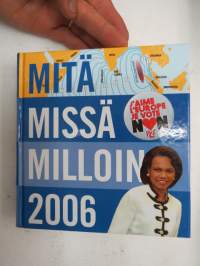 MITÄ
J'AIME
L'EUROPE
JE VOTE
NON
MISSÄ
MILLOIN
2006